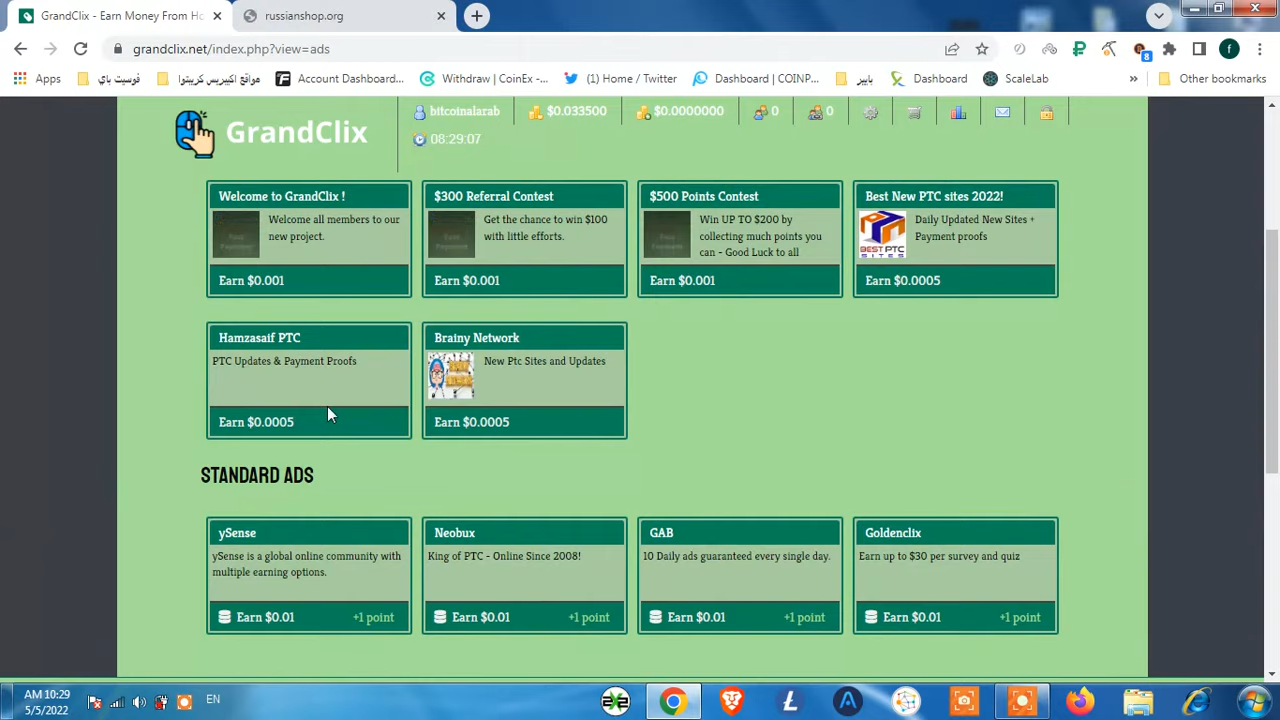 GrandClix - Earn Money From Ho
russianshop.org
grandclix.net/index.php?view=ads
f
8
Apps
فوسيت باي
مواقع اكبيريس كريبتوا
Account Dashboard...
Withdraw | CoinEx -...
(1) Home / Twitter
Dashboard | COINP...
بايير
Dashboard
ScaleLab
»
Other bookmarks
GrandClix
bitcoinalarab
$0.033500
$0.0000000
0
0
08:29:07
Welcome to GrandClix !
Welcome all members to our
new project.
Earn $0.001
$300 Referral Contest
Get the chance to win $100
with little efforts.
Earn $0.001
$500 Points Contest
Win UP TO $200 by
collecting much points you
can - Good Luck to all
Earn $0.001
Best New PTC sites 2022!
BEST PTC
SITES
Daily Updated New Sites +
Payment proofs
Earn $0.0005
Hamzasaif PTC
PTC Updates & Payment Proofs
Earn $0.0005
Brainy Network
New Ptc Sites and Updates
Earn $0.0005
STANDARD ADS
ySense
ySense is a global online community with
multiple earning options.
Earn $0.01
+1 point
Neobux
King of PTC - Online Since 2008!
Earn $0.01
+1 point
GAB
10 Daily ads guaranteed every single day.
Earn $0.01
+1 point
Goldenclix
Earn up to $30 per survey and quiz
Earn $0.01
+1 point
AM 10:29
5/5/2022
EN